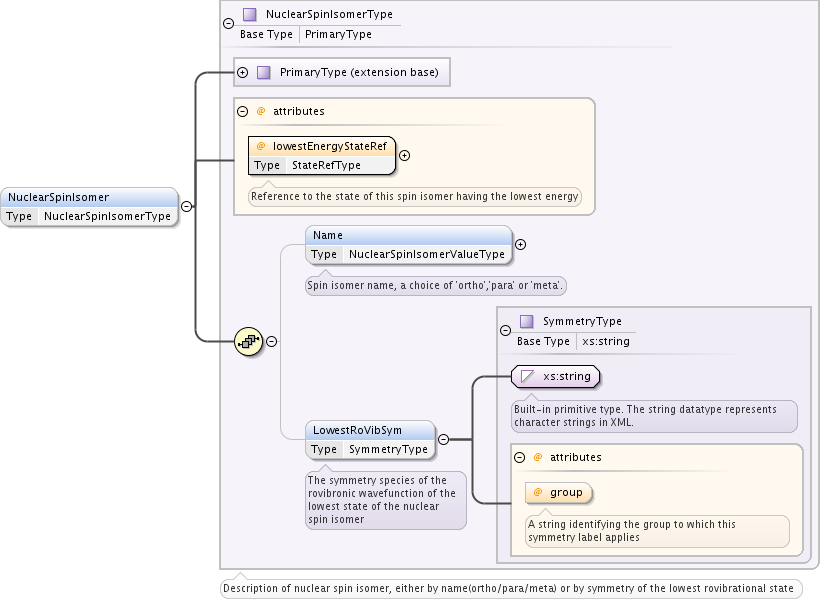 NuclearSpinIsomerType
Base Type PrimaryType
PrimaryType (extension base)
@ attributes
@ lowestEnergyStateRef
Type StateRefType
Reference to the state of this spin isomer having the lowest energy
NuclearSpinIsomer
Type NuclearSpinIsomerType
Name
Type NuclearSpinIsomerValueType
Spin isomer name, a choice of 'ortho','para' or 'meta'.
SymmetryType
Base Type xs:string
xs:string
Built-in primitive type. The string datatype represents
character strings in XML.
LowestRoVibSym
Type SymmetryType
The symmetry species of the
rovibronic wavefunction of the
lowest state of the nuclear
spin isomer
@ attributes
@ group
A string identifying the group to which this
symmetry label applies
Description of nuclear spin isomer, either by name(ortho/para/meta) or by symmetry of the lowest rovibrational state